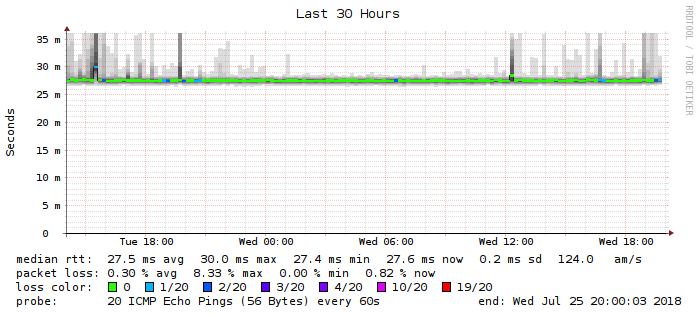 Last 30 Hours
RRDTOOL / TOBI OETIKER
Seconds
35 m
30 m
25 m
20 m
15 m
10 m
5 m
0
Tue 18:00 Wed 00:00 Wed 06:00 Wed 12:00 Wed 18:00
median rtt: 27.5 ms avg 30.0 ms max 27.4 ms min 27.6 ms now 0.2 ms sd 124.0 am/s
packet loss: 0.30 % avg 8.33 % max 0.00 % min 0.82 % now
loss color: 0 1/20 2/20 3/20 4/20 10/20 19/20
probe: 20 ICMP Echo Pings (56 Bytes) every 60s end: Wed Jul 25 20:00:03 2018